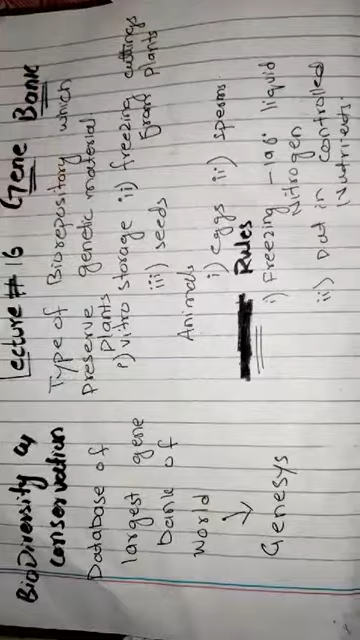 Biodiversity &
conservation
Database of
largest gene
bank of
world
↓
Genesys
Lecture # 16 Gene Bank
Type of Biorepository which
preserve genetic material
Plants
i) vitro storage ii) freezing cuttings
from plants
iii) seeds
Animals
i) eggs ii) sperms
Rules
i) Freezing -196° liquid
Nitrogen
ii) Put in controlled
Nutrients.